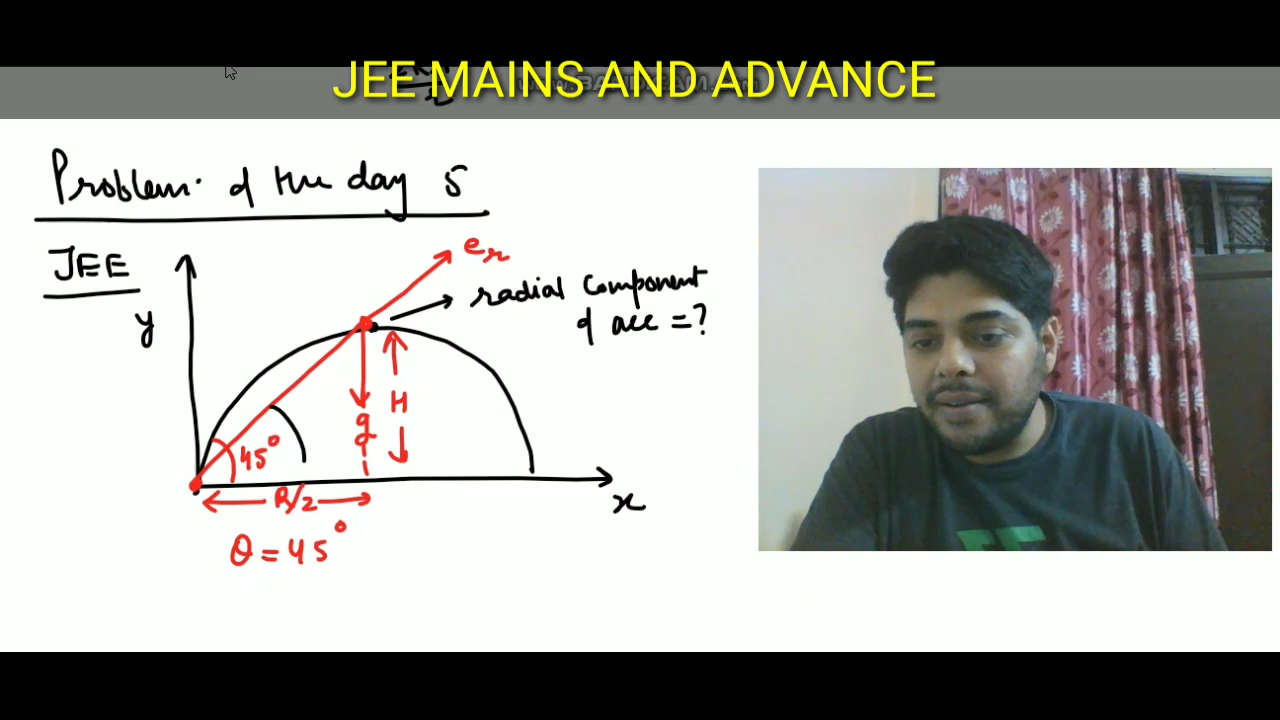 JEE MAINS AND ADVANCE
Problem of the day 5
JEE
y
e_r
radial component
of acc = ?
H
g
45°
R/2
x
θ = 45°